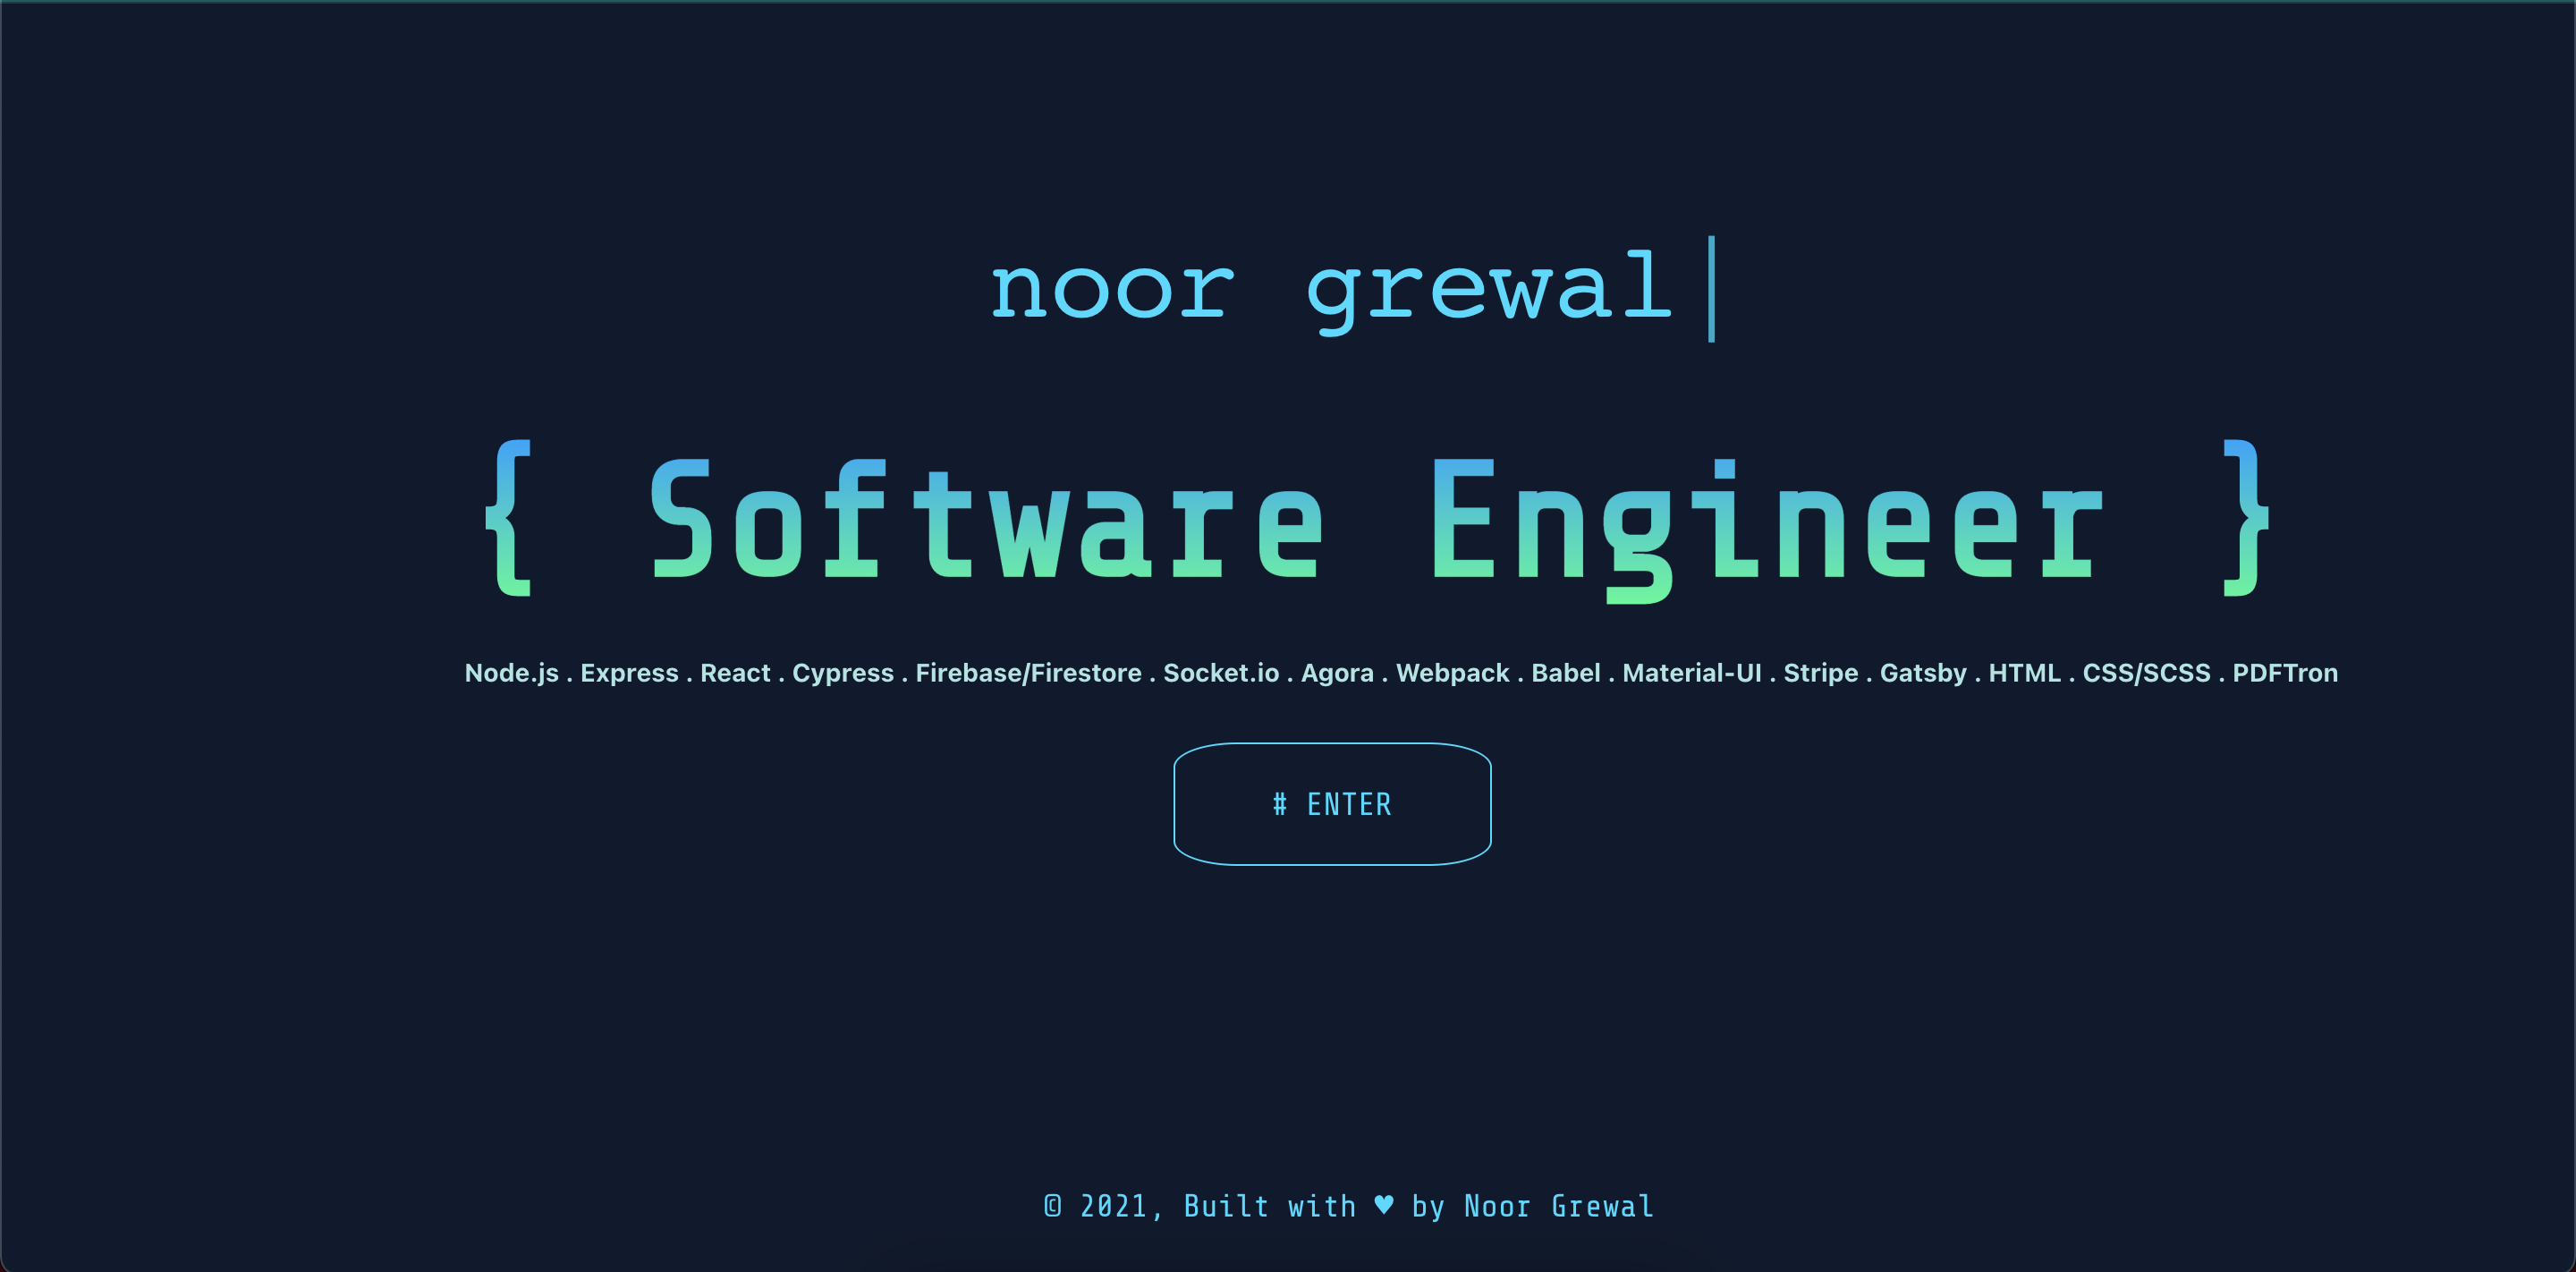 noor grewal
{ Software Engineer }
Node.js . Express . React . Cypress . Firebase/Firestore . Socket.io . Agora . Webpack . Babel . Material-UI . Stripe . Gatsby . HTML . CSS/SCSS . PDFTron
# ENTER
© 2021, Built with ♥ by Noor Grewal